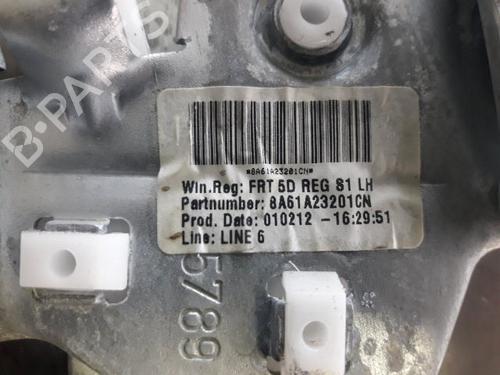 *8A61A23201CN*
Win.Reg: FRT 5D REG S1 LH
Partnumber: 8A61A23201CN
Prod. Date: 010212 - 16:29:51
Line: LINE 6
5789
B-PARTS